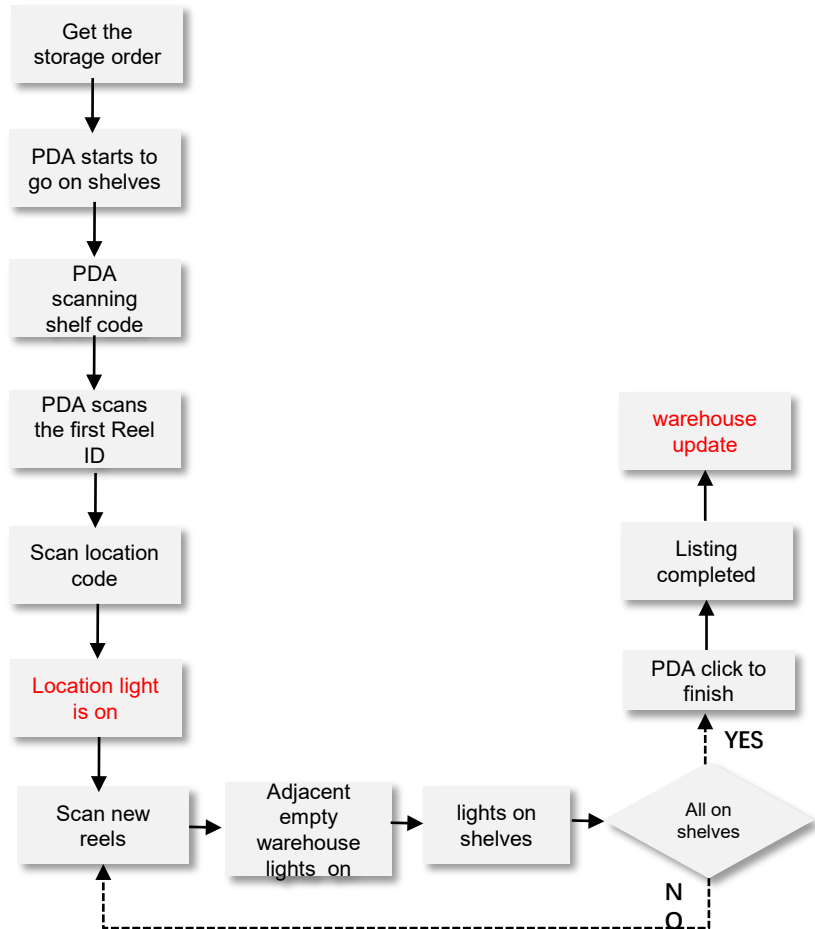 Get the
storage order
PDA starts to
go on shelves
PDA
scanning
shelf code
PDA scans
the first Reel
ID
Scan location
code
Location light
is on
Scan new
reels
Adjacent
empty
warehouse
lights on
lights on
shelves
All on
shelves
N
O
YES
PDA click to
finish
Listing
completed
warehouse
update